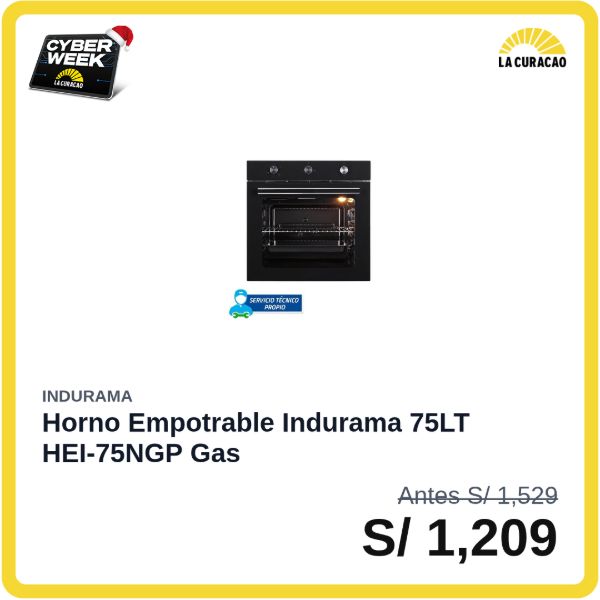 CYBER
WEEK
LA CURACAO
LA CURACAO
SERVICIO TÉCNICO
PROPIO
INDURAMA
Horno Empotrable Indurama 75LT
HEI-75NGP Gas
Antes S/ 1,529
S/ 1,209